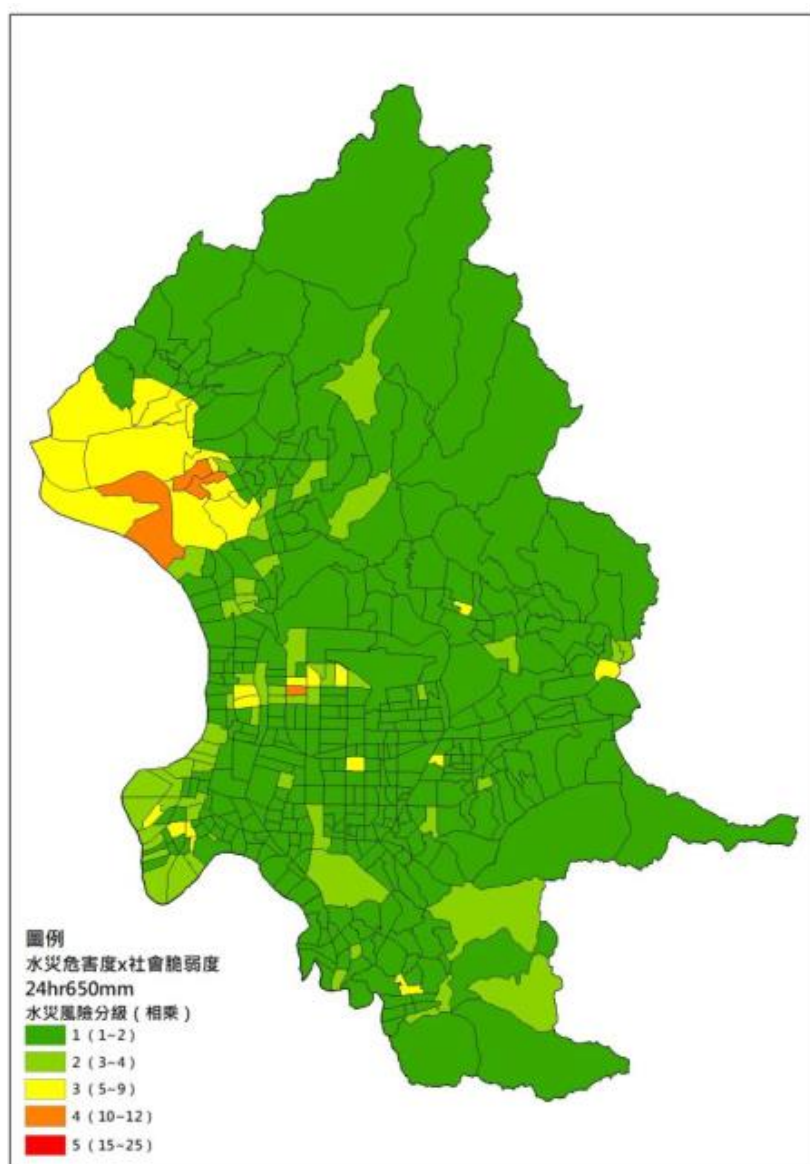 圖例
水災危害度x社會脆弱度
24hr650mm
水災風險分級（相乘）
1（1~2）
2（3~4）
3（5~9）
4（10~12）
5（15~25）